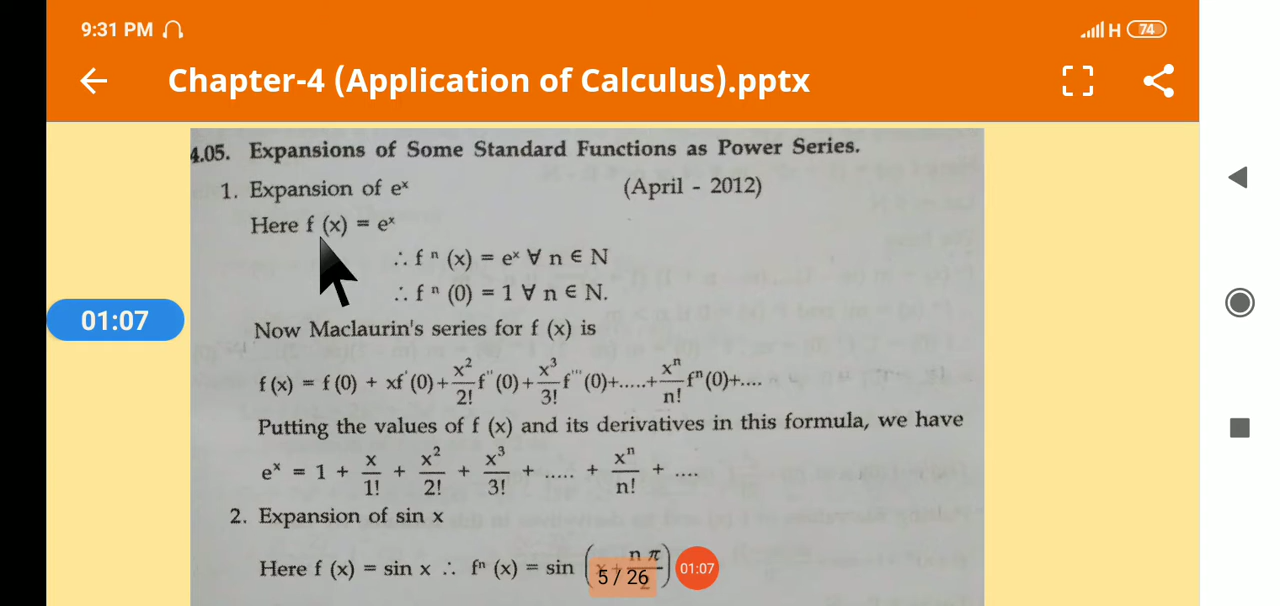 9:31 PM
H 74
Chapter-4 (Application of Calculus).pptx
4.05. Expansions of Some Standard Functions as Power Series.
1. Expansion of eˣ (April - 2012)
Here f (x) = eˣ
∴ f ⁿ (x) = eˣ ∀ n ∈ N
∴ f ⁿ (0) = 1 ∀ n ∈ N.
01:07
Now Maclaurin's series for f (x) is
f (x) = f (0) + xf'(0) + x²/2! f''(0) + x³/3! f'''(0)+.....+ xⁿ/n! fⁿ(0)+....
Putting the values of f (x) and its derivatives in this formula, we have
eˣ = 1 + x/1! + x²/2! + x³/3! + ..... + xⁿ/n! + ....
2. Expansion of sin x
Here f (x) = sin x ∴ fⁿ (x) = sin (x + nπ/2)
5 / 26
01:07